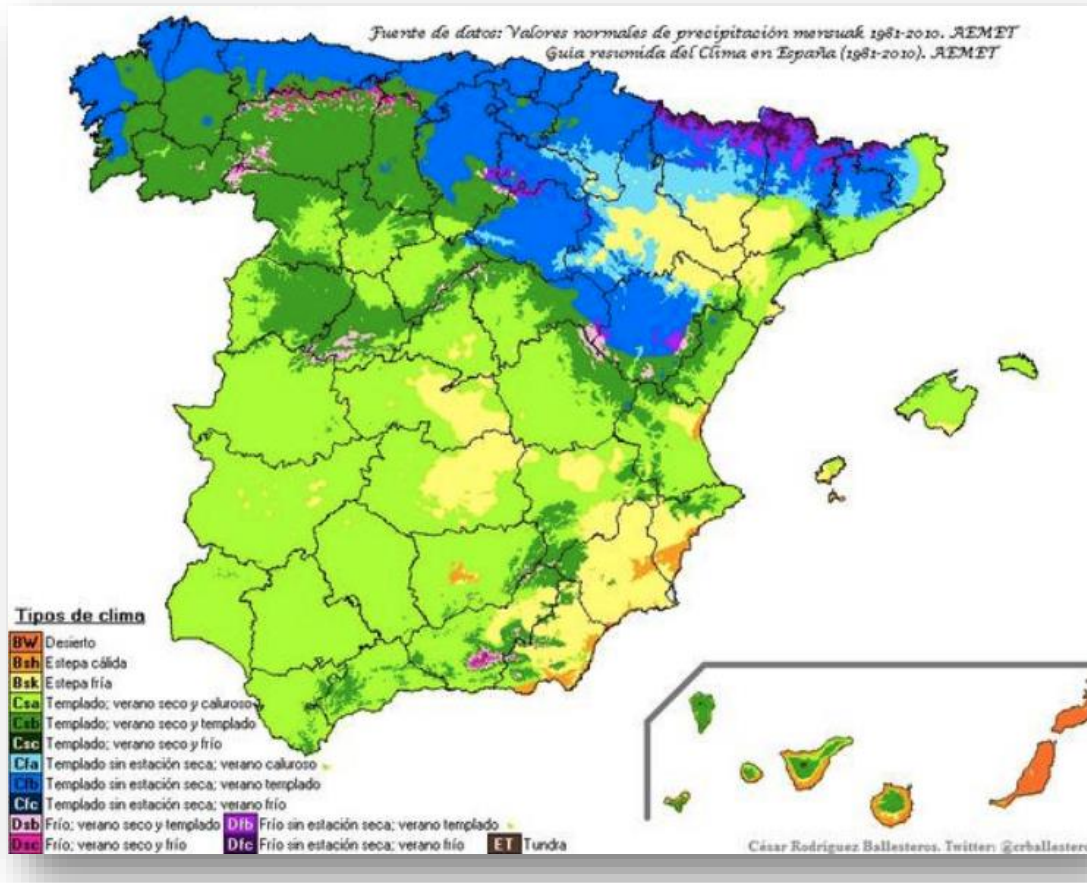 Fuente de datos: Valores normales de precipitación mensuak 1981-2010. AEMET
Guía resumida del Clima en España (1981-2010). AEMET
Tipos de clima
BW Desierto
Bsh Estepa cálida
Bsk Estepa fría
Csa Templado; verano seco y caluroso
Csb Templado; verano seco y templado
Csc Templado; verano seco y frío
Cfa Templado sin estación seca; verano caluroso
Cfb Templado sin estación seca; verano templado
Cfc Templado sin estación seca; verano frío
Dsb Frío; verano seco y templado Dfb Frío sin estación seca; verano templado
Dsc Frío; verano seco y frío Dfc Frío sin estación seca; verano frío ET Tundra
César Rodríguez Ballesteros. Twitter: @crballestero